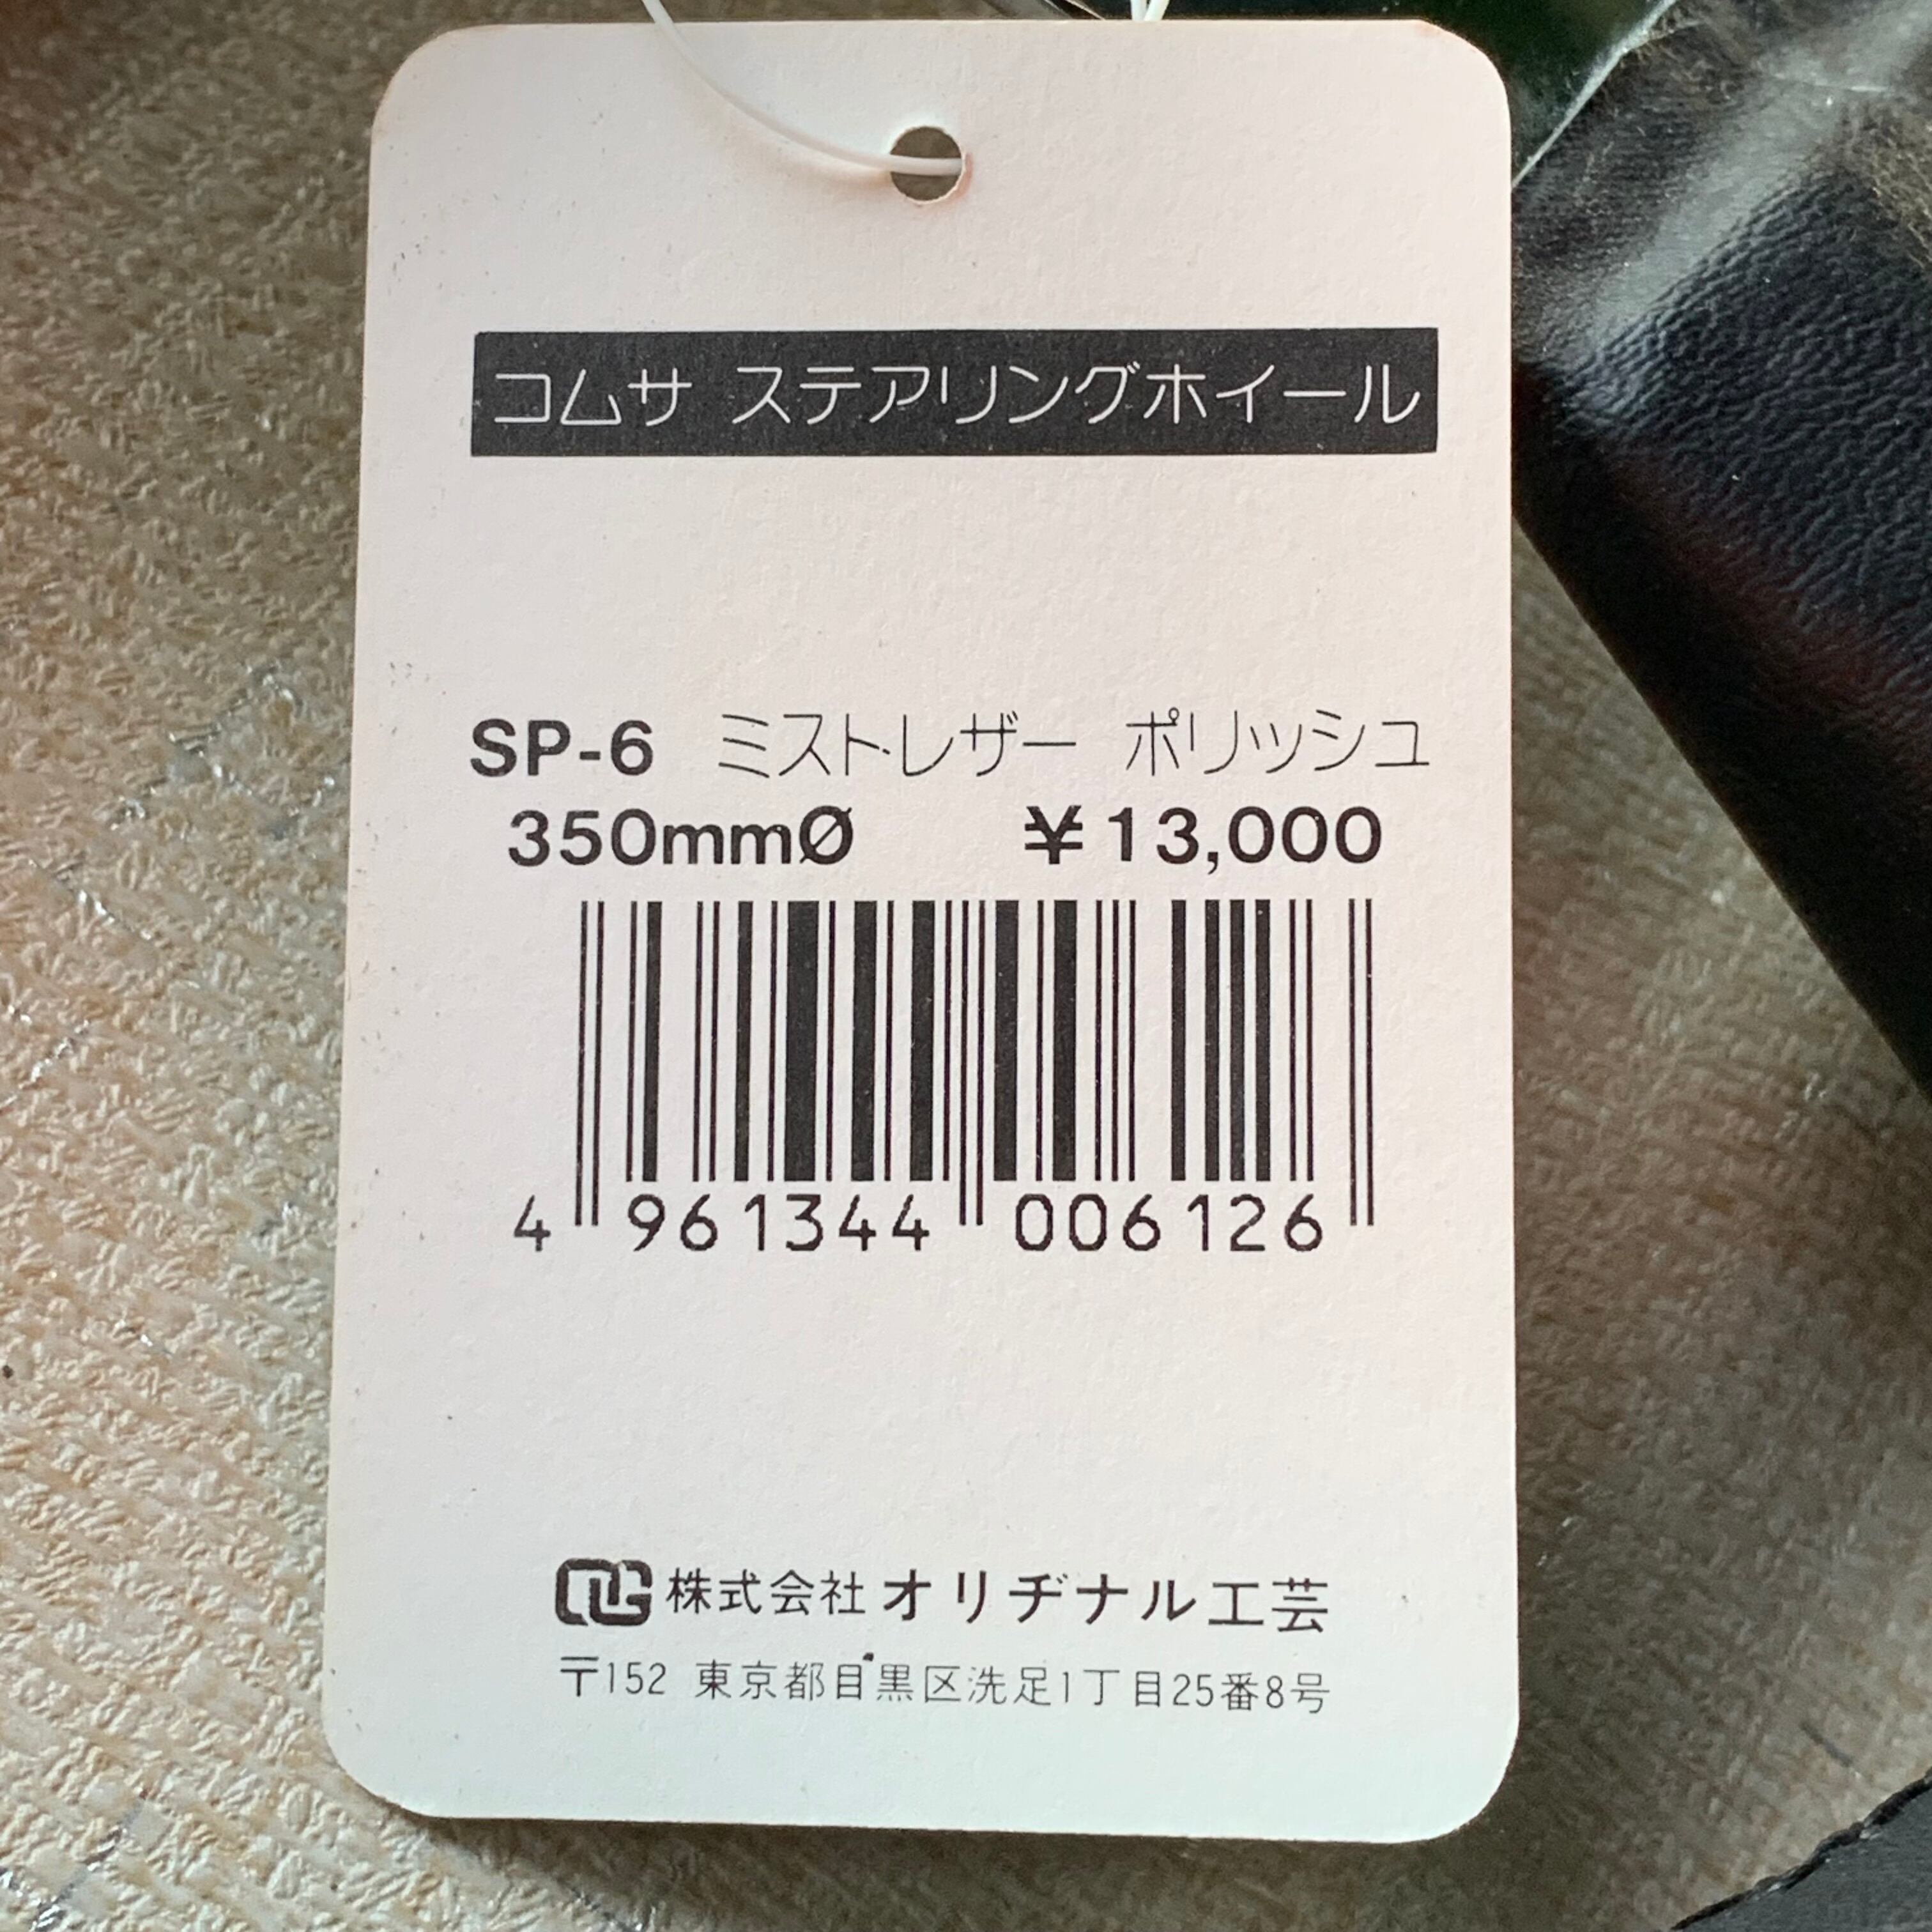 コムサ ステアリングホイール
SP-6 ミスト・レザー ポリッシュ
350mmØ ¥13,000
4 961344 006126
株式会社オリヂナル工芸
〒152 東京都目黒区洗足1丁目25番8号